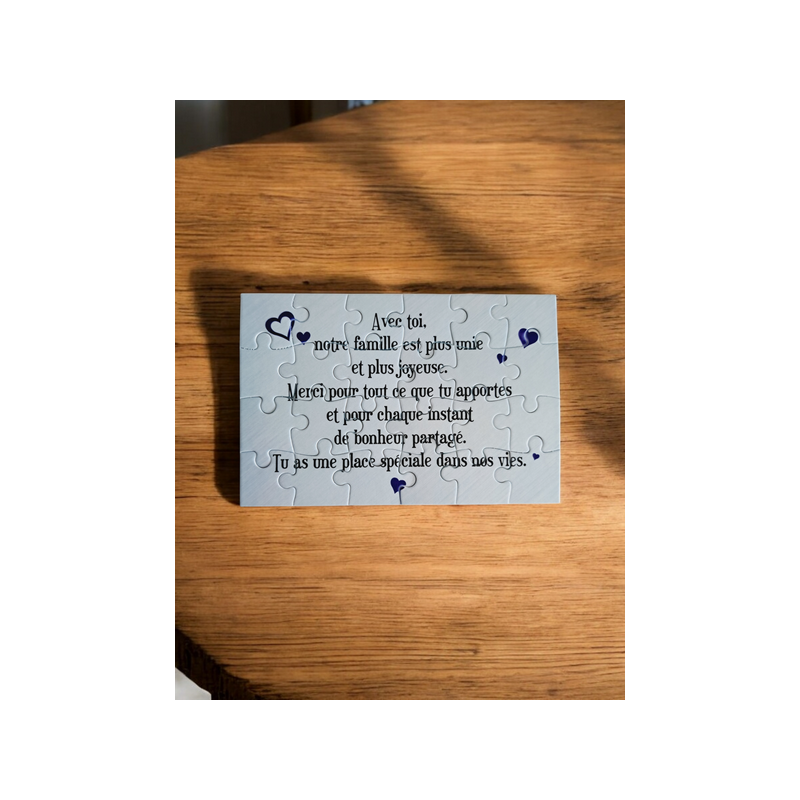 Avec toi,
notre famille est plus unie
et plus joyeuse.
Merci pour tout ce que tu apportes
et pour chaque instant
de bonheur partagé.
Tu as une place spéciale dans nos vies.